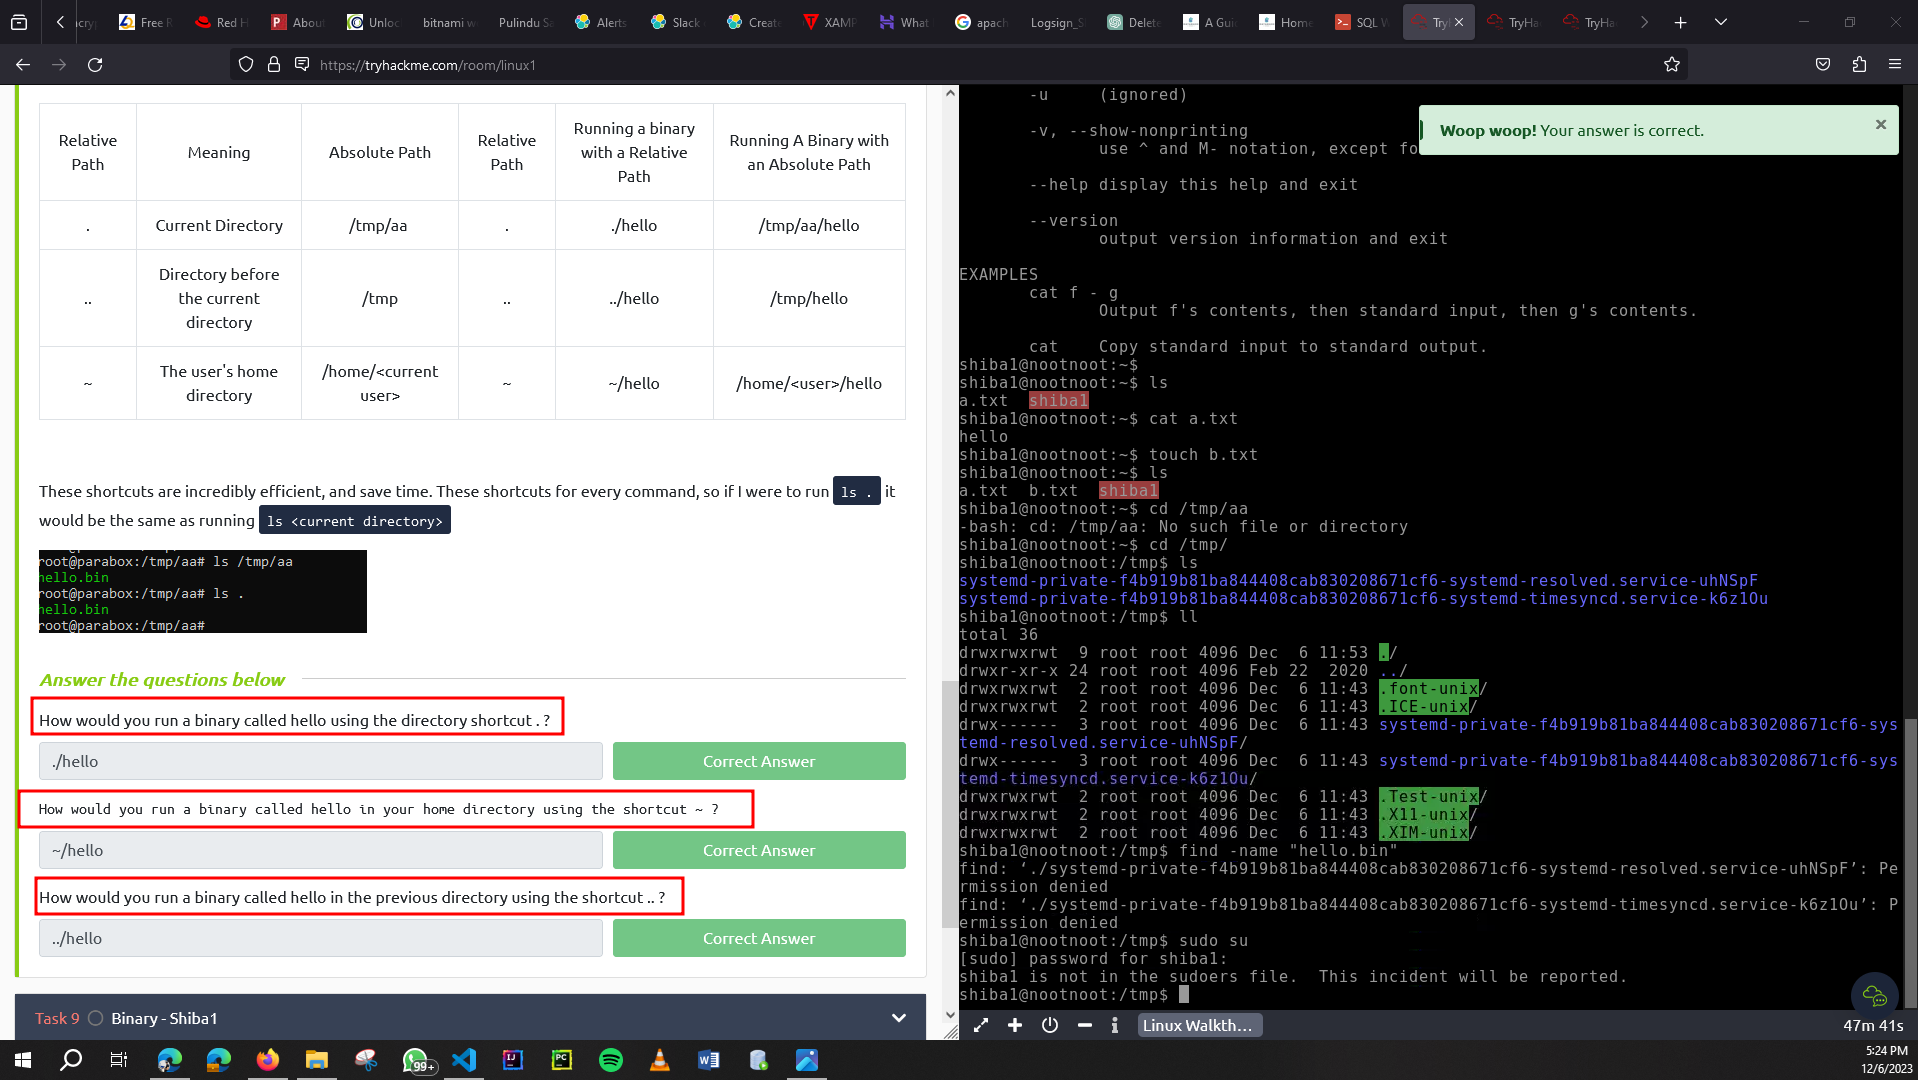 Free R
Red H
Abou
Unloc
bitnami w
Pulindu Sa
Alerts
Slack
Create
XAMP
What
apach
Logsign_S
Delete
A Gui
Home
SQL W
TryH
TryHa
TryHa
https://tryhackme.com/room/linux1
Relative Path
Meaning
Absolute Path
Relative Path
Running a binary with a Relative Path
Running A Binary with an Absolute Path
.
Current Directory
/tmp/aa
.
./hello
/tmp/aa/hello
..
Directory before the current directory
/tmp
..
../hello
/tmp/hello
~
The user's home directory
/home/<current user>
~
~/hello
/home/<user>/hello
These shortcuts are incredibly efficient, and save time. These shortcuts for every command, so if I were to run ls . it
would be the same as running ls <current directory>
root@parabox:/tmp/aa# ls /tmp/aa
hello.bin
root@parabox:/tmp/aa# ls .
hello.bin
root@parabox:/tmp/aa#
Answer the questions below
How would you run a binary called hello using the directory shortcut . ?
./hello
Correct Answer
How would you run a binary called hello in your home directory using the shortcut ~ ?
~/hello
Correct Answer
How would you run a binary called hello in the previous directory using the shortcut .. ?
../hello
Correct Answer
Task 9 Binary - Shiba1
-u (ignored)
-v, --show-nonprinting
use ^ and M- notation, except fo
Woop woop! Your answer is correct.
--help display this help and exit
--version
output version information and exit
EXAMPLES
cat f - g
Output f's contents, then standard input, then g's contents.
cat Copy standard input to standard output.
shiba1@nootnoot:~$
shiba1@nootnoot:~$ ls
a.txt shiba1
shiba1@nootnoot:~$ cat a.txt
hello
shiba1@nootnoot:~$ touch b.txt
shiba1@nootnoot:~$ ls
a.txt b.txt shiba1
shiba1@nootnoot:~$ cd /tmp/aa
-bash: cd: /tmp/aa: No such file or directory
shiba1@nootnoot:~$ cd /tmp/
shiba1@nootnoot:/tmp$ ls
systemd-private-f4b919b81ba844408cab830208671cf6-systemd-resolved.service-uhNSpF
systemd-private-f4b919b81ba844408cab830208671cf6-systemd-timesyncd.service-k6z1Ou
shiba1@nootnoot:/tmp$ ll
total 36
drwxrwxrwt 9 root root 4096 Dec 6 11:53 ./
drwxr-xr-x 24 root root 4096 Feb 22 2020 ../
drwxrwxrwt 2 root root 4096 Dec 6 11:43 .font-unix/
drwxrwxrwt 2 root root 4096 Dec 6 11:43 .ICE-unix/
drwx------ 3 root root 4096 Dec 6 11:43 systemd-private-f4b919b81ba844408cab830208671cf6-sys
temd-resolved.service-uhNSpF/
drwx------ 3 root root 4096 Dec 6 11:43 systemd-private-f4b919b81ba844408cab830208671cf6-sys
temd-timesyncd.service-k6z1Ou/
drwxrwxrwt 2 root root 4096 Dec 6 11:43 .Test-unix/
drwxrwxrwt 2 root root 4096 Dec 6 11:43 .X11-unix/
drwxrwxrwt 2 root root 4096 Dec 6 11:43 .XIM-unix/
shiba1@nootnoot:/tmp$ find -name "hello.bin"
find: ‘./systemd-private-f4b919b81ba844408cab830208671cf6-systemd-resolved.service-uhNSpF’: Pe
rmission denied
find: ‘./systemd-private-f4b919b81ba844408cab830208671cf6-systemd-timesyncd.service-k6z1Ou’: P
ermission denied
shiba1@nootnoot:/tmp$ sudo su
[sudo] password for shiba1:
shiba1 is not in the sudoers file. This incident will be reported.
shiba1@nootnoot:/tmp$
Linux Walkth...
47m 41s
99+
5:24 PM
12/6/2023